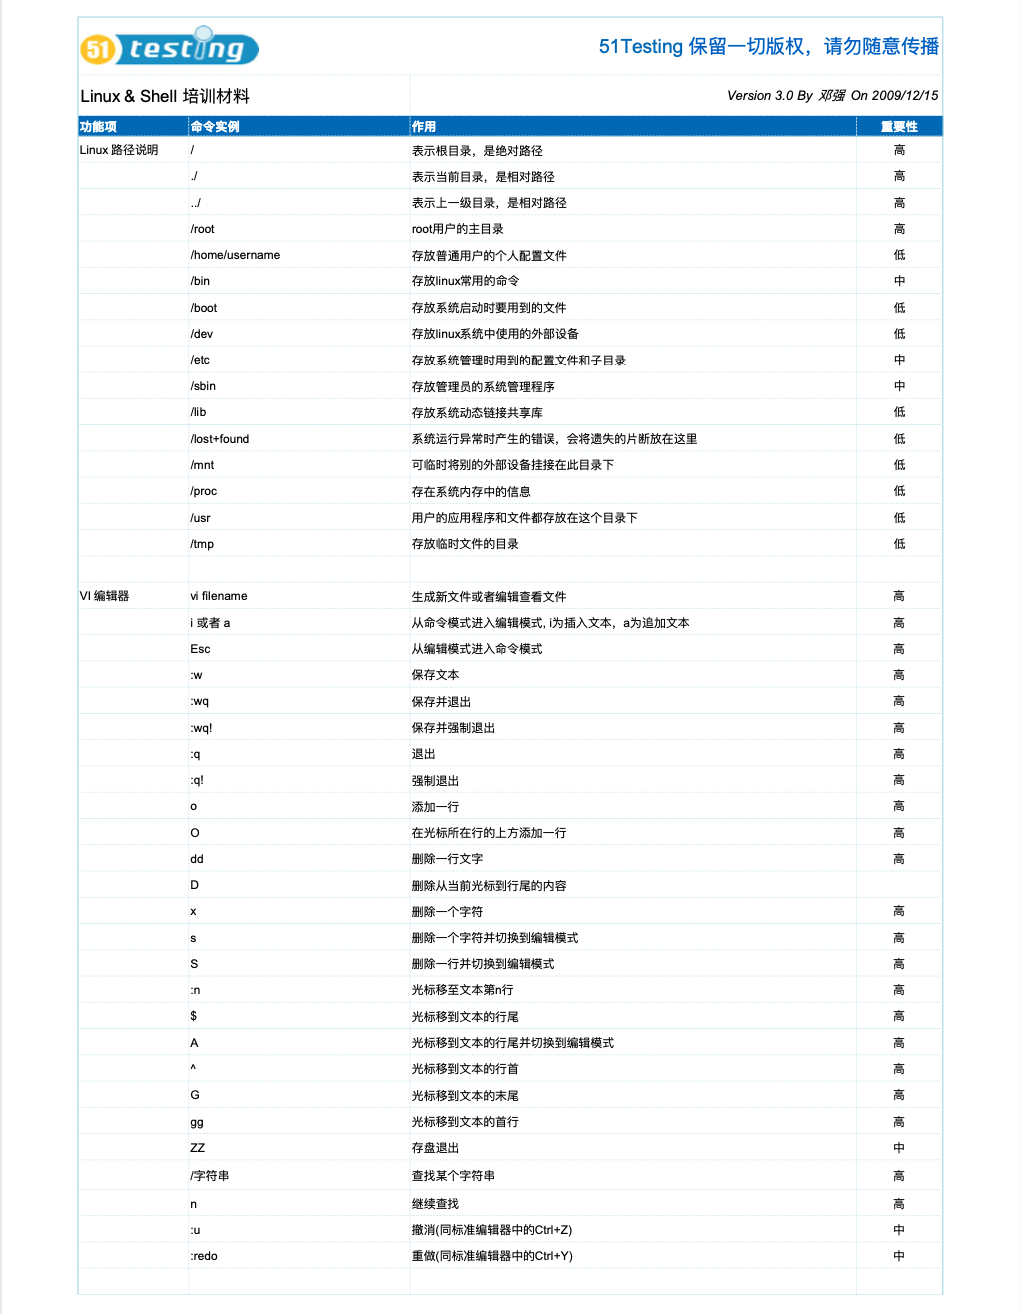 51testing
51Testing 保留一切版权，请勿随意传播
Linux & Shell 培训材料
Version 3.0 By 邓强 On 2009/12/15
功能项 命令实例 作用 重要性
Linux 路径说明 / 表示根目录，是绝对路径 高
./ 表示当前目录，是相对路径 高
../ 表示上一级目录，是相对路径 高
/root root用户的主目录 高
/home/username 存放普通用户的个人配置文件 低
/bin 存放linux常用的命令 中
/boot 存放系统启动时要用到的文件 低
/dev 存放linux系统中使用的外部设备 低
/etc 存放系统管理时用到的配置文件和子目录 中
/sbin 存放管理员的系统管理程序 中
/lib 存放系统动态链接共享库 低
/lost+found 系统运行异常时产生的错误，会将遗失的片断放在这里 低
/mnt 可临时将别的外部设备挂接在此目录下 低
/proc 存在系统内存中的信息 低
/usr 用户的应用程序和文件都存放在这个目录下 低
/tmp 存放临时文件的目录 低
VI 编辑器 vi filename 生成新文件或者编辑查看文件 高
i 或者 a 从命令模式进入编辑模式, i为插入文本，a为追加文本 高
Esc 从编辑模式进入命令模式 高
:w 保存文本 高
:wq 保存并退出 高
:wq! 保存并强制退出 高
:q 退出 高
:q! 强制退出 高
o 添加一行 高
O 在光标所在行的上方添加一行 高
dd 删除一行文字 高
D 删除从当前光标到行尾的内容
x 删除一个字符 高
s 删除一个字符并切换到编辑模式 高
S 删除一行并切换到编辑模式 高
:n 光标移至文本第n行 高
$ 光标移到文本的行尾 高
A 光标移到文本的行尾并切换到编辑模式 高
^ 光标移到文本的行首 高
G 光标移到文本的末尾 高
gg 光标移到文本的首行 高
ZZ 存盘退出 中
/字符串 查找某个字符串 高
n 继续查找 高
:u 撤消(同标准编辑器中的Ctrl+Z) 中
:redo 重做(同标准编辑器中的Ctrl+Y) 中